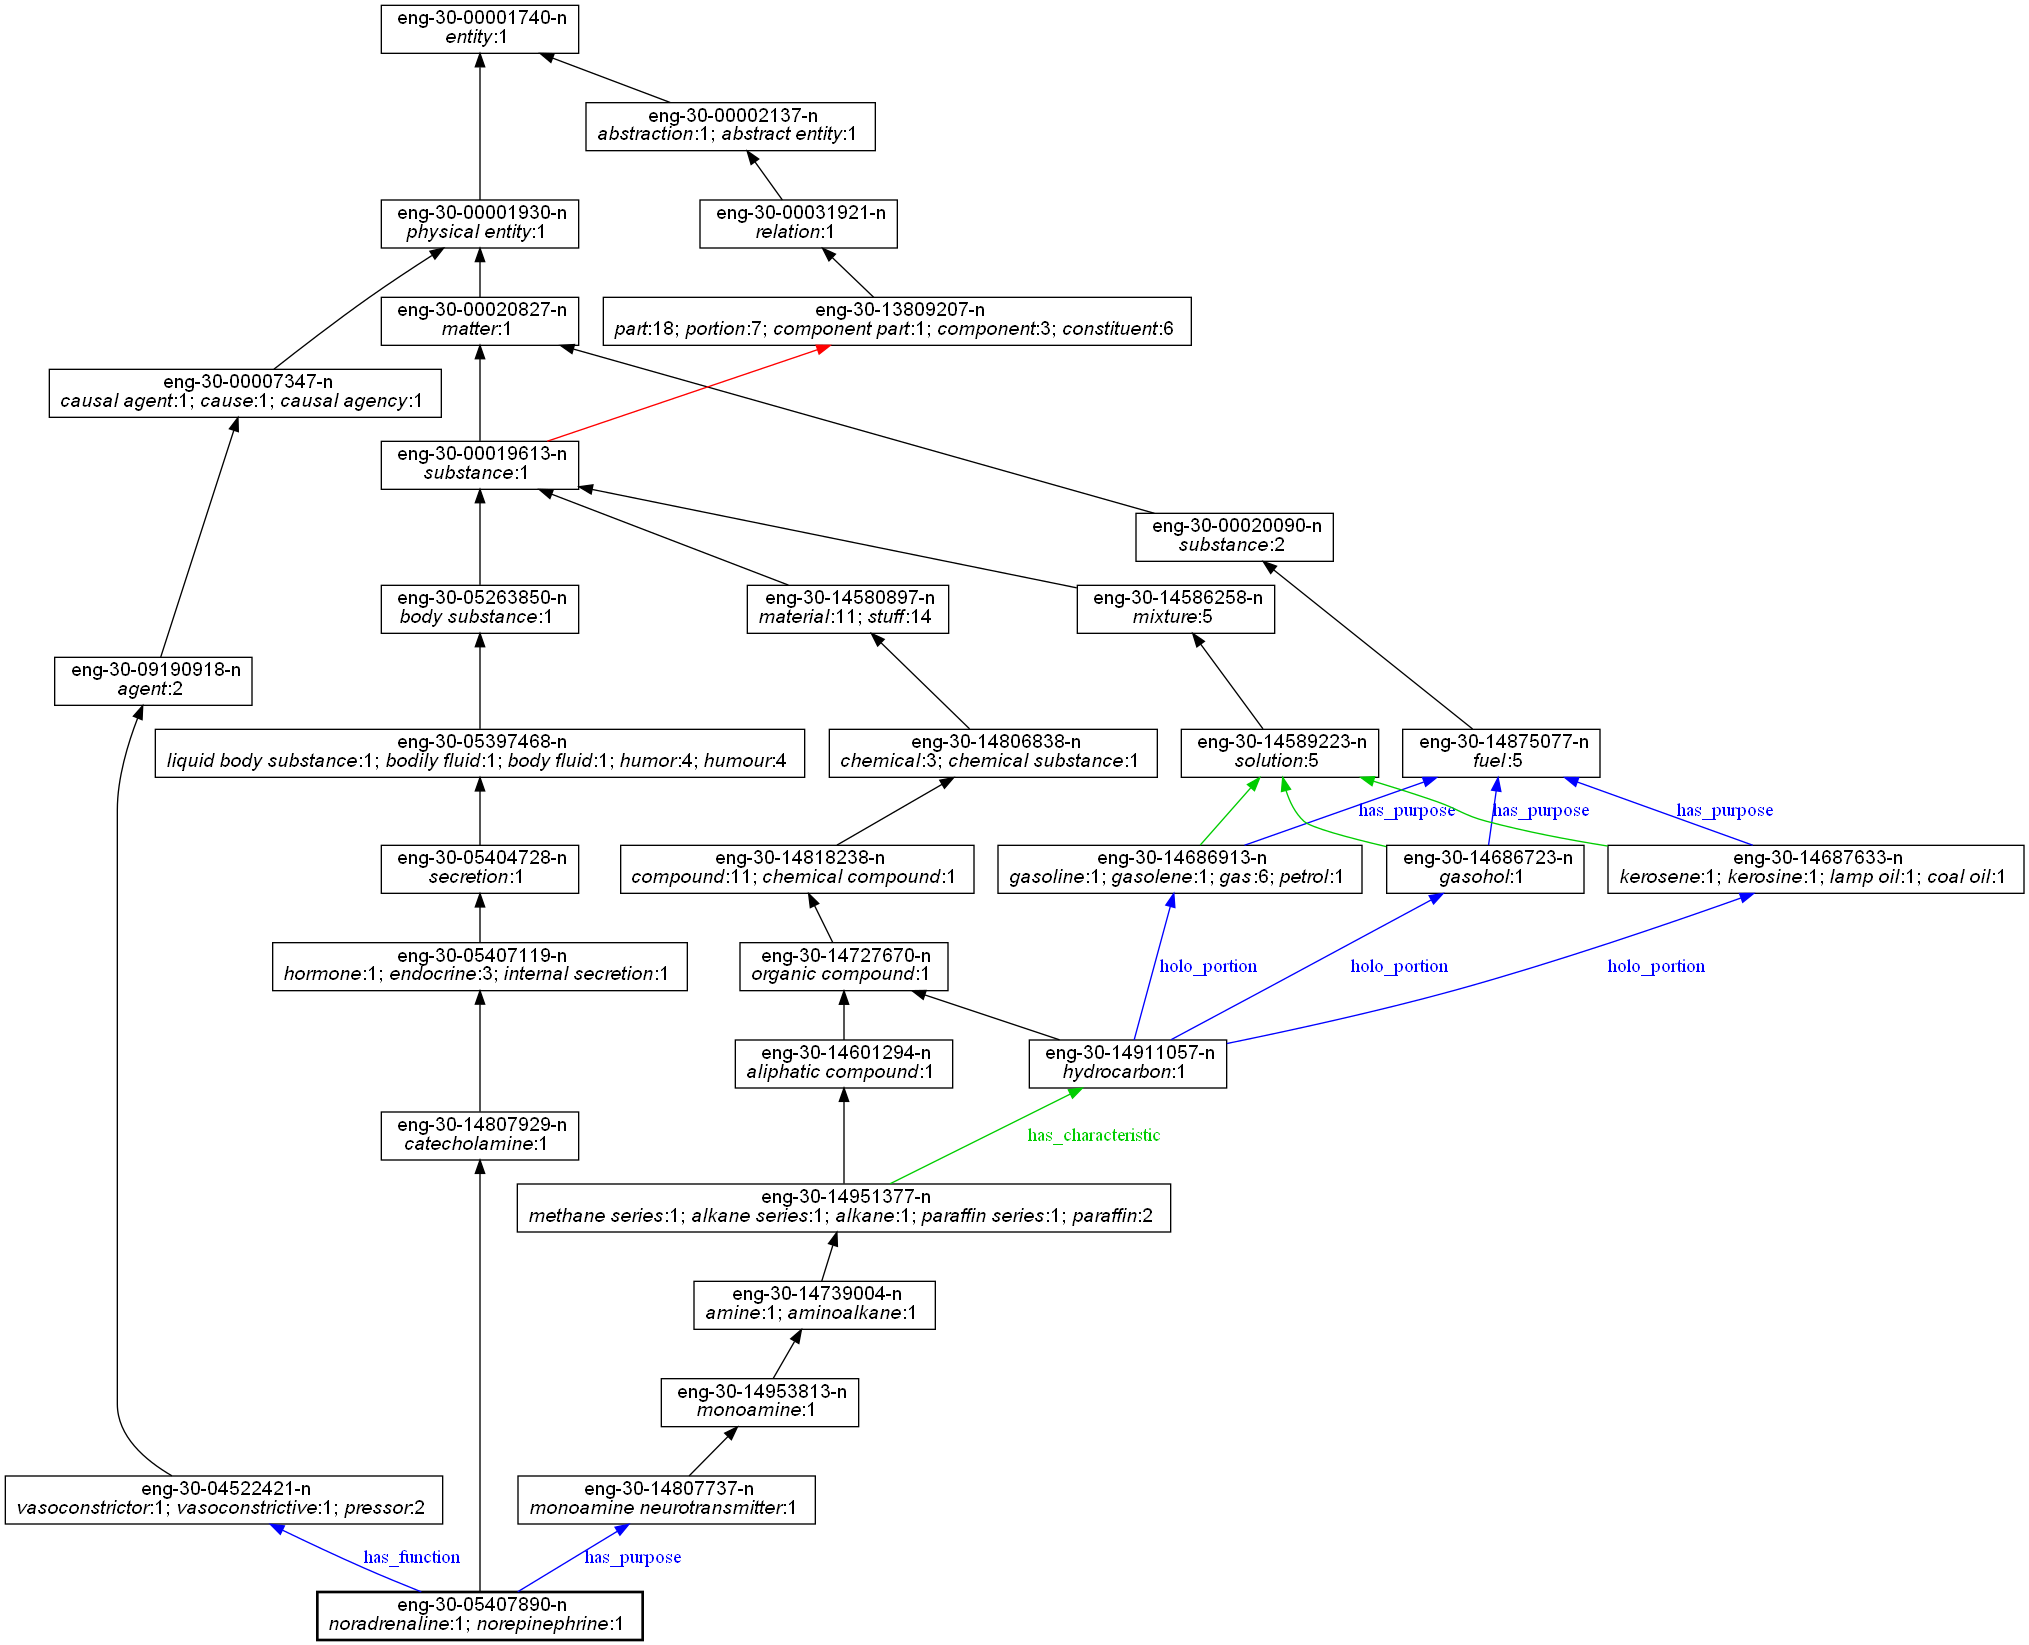 eng-30-00001740-n
entity:1
eng-30-00002137-n
abstraction:1; abstract entity:1
eng-30-00001930-n
physical entity:1
eng-30-00031921-n
relation:1
eng-30-00020827-n
matter:1
eng-30-13809207-n
part:18; portion:7; component part:1; component:3; constituent:6
eng-30-00007347-n
causal agent:1; cause:1; causal agency:1
eng-30-00019613-n
substance:1
eng-30-00020090-n
substance:2
eng-30-05263850-n
body substance:1
eng-30-14580897-n
material:11; stuff:14
eng-30-14586258-n
mixture:5
eng-30-09190918-n
agent:2
eng-30-05397468-n
liquid body substance:1; bodily fluid:1; body fluid:1; humor:4; humour:4
eng-30-14806838-n
chemical:3; chemical substance:1
eng-30-14589223-n
solution:5
eng-30-14875077-n
fuel:5
has_purpose
has_purpose
has_purpose
eng-30-05404728-n
secretion:1
eng-30-14818238-n
compound:11; chemical compound:1
eng-30-14686913-n
gasoline:1; gasolene:1; gas:6; petrol:1
eng-30-14686723-n
gasohol:1
eng-30-14687633-n
kerosene:1; kerosine:1; lamp oil:1; coal oil:1
eng-30-05407119-n
hormone:1; endocrine:3; internal secretion:1
eng-30-14727670-n
organic compound:1
holo_portion
holo_portion
holo_portion
eng-30-14601294-n
aliphatic compound:1
eng-30-14911057-n
hydrocarbon:1
eng-30-14807929-n
catecholamine:1
has_characteristic
eng-30-14951377-n
methane series:1; alkane series:1; alkane:1; paraffin series:1; paraffin:2
eng-30-14739004-n
amine:1; aminoalkane:1
eng-30-14953813-n
monoamine:1
eng-30-04522421-n
vasoconstrictor:1; vasoconstrictive:1; pressor:2
eng-30-14807737-n
monoamine neurotransmitter:1
has_function
has_purpose
eng-30-05407890-n
noradrenaline:1; norepinephrine:1